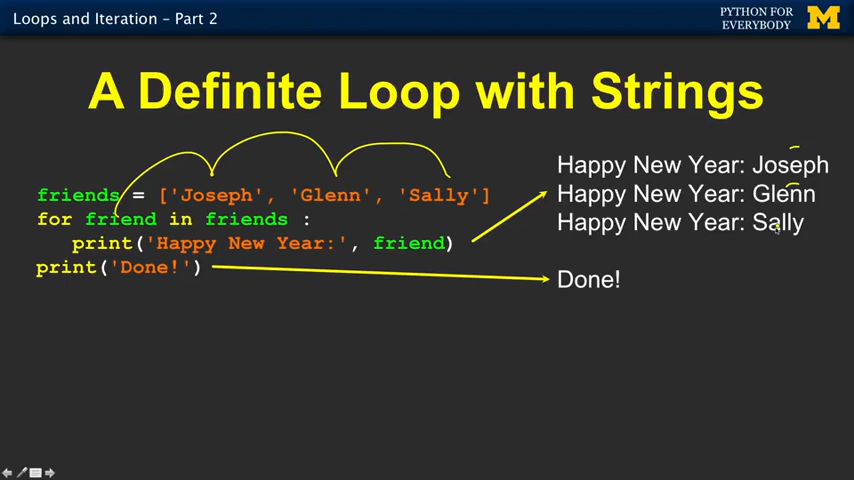 Loops and Iteration – Part 2
PYTHON FOR
EVERYBODY
M
A Definite Loop with Strings
friends = ['Joseph', 'Glenn', 'Sally']
for friend in friends :
print('Happy New Year:', friend)
print('Done!')
Happy New Year: Joseph
Happy New Year: Glenn
Happy New Year: Sally
Done!